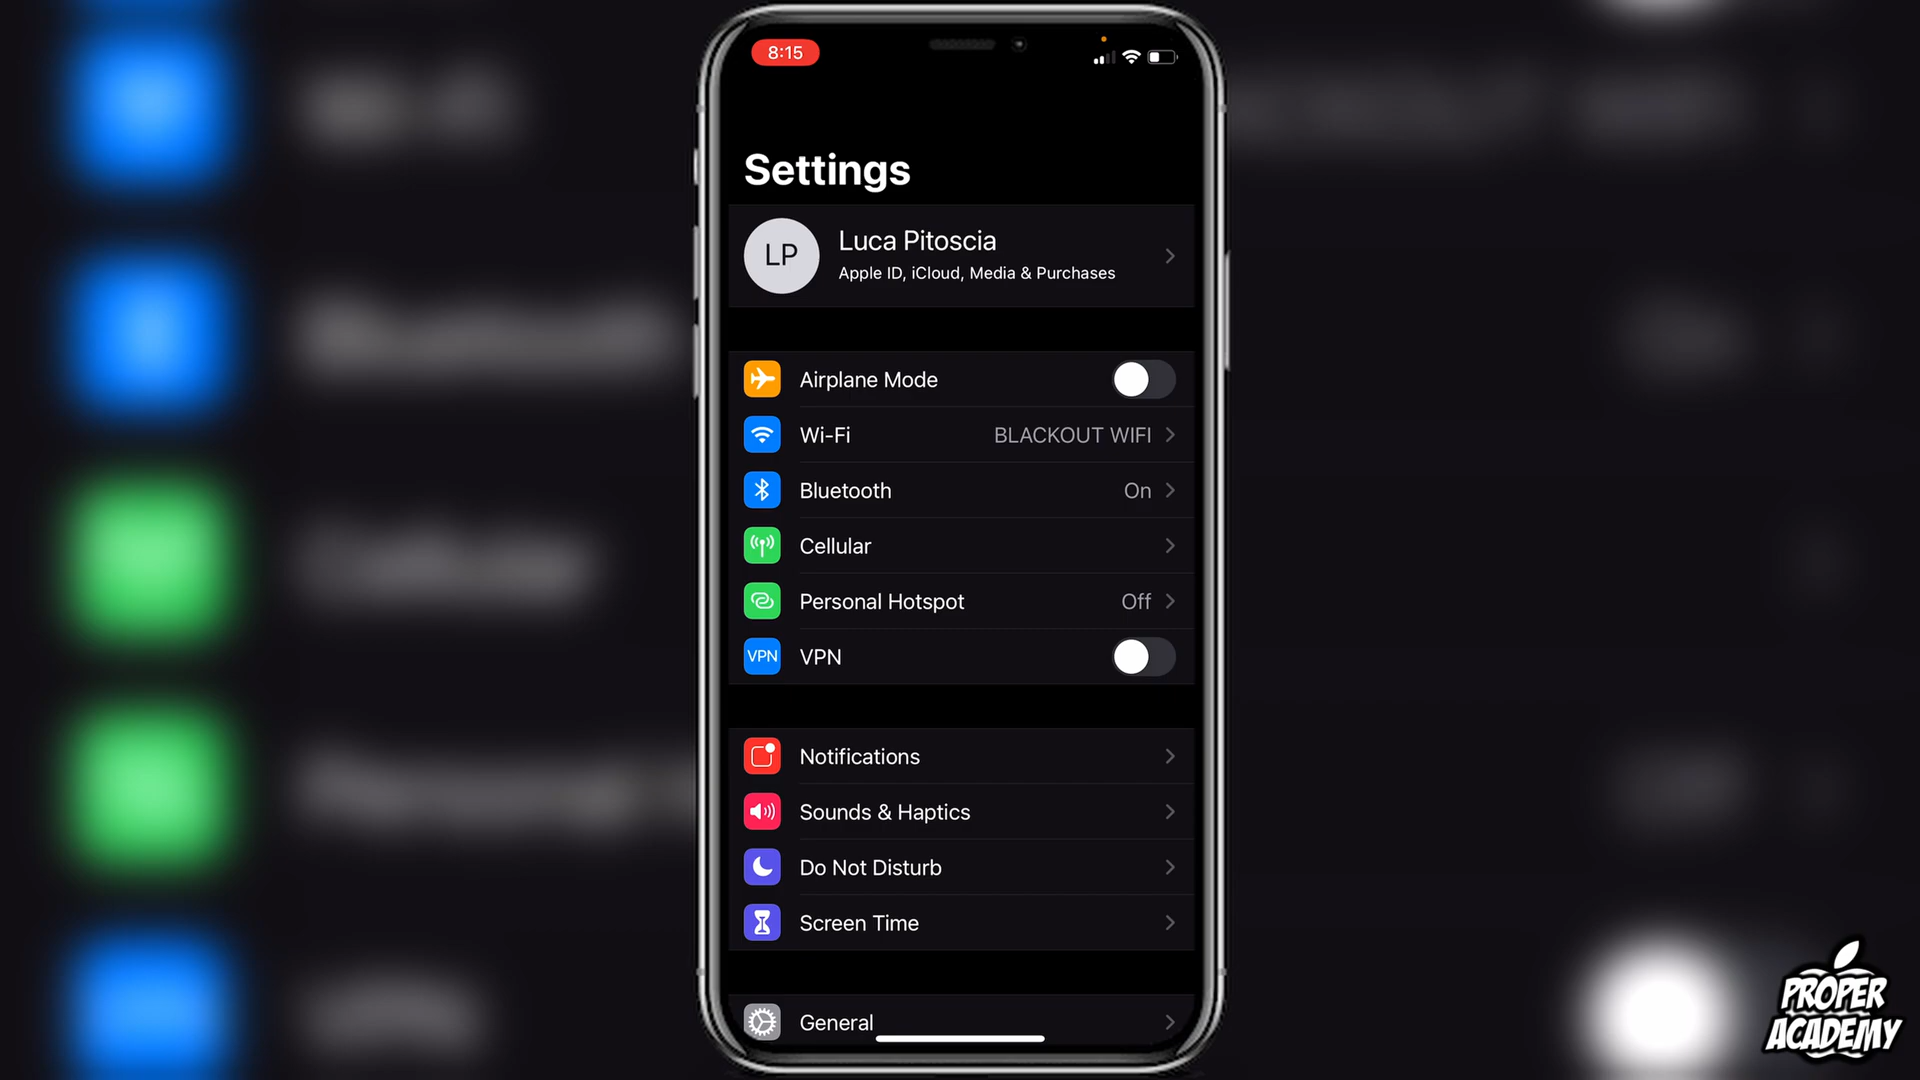 8:15
Settings
LP
Luca Pitoscia
Apple ID, iCloud, Media & Purchases
Airplane Mode
Wi-Fi BLACKOUT WIFI
Bluetooth On
Cellular
Personal Hotspot Off
VPN VPN
Notifications
Sounds & Haptics
Do Not Disturb
Screen Time
General
PROPER
ACADEMY